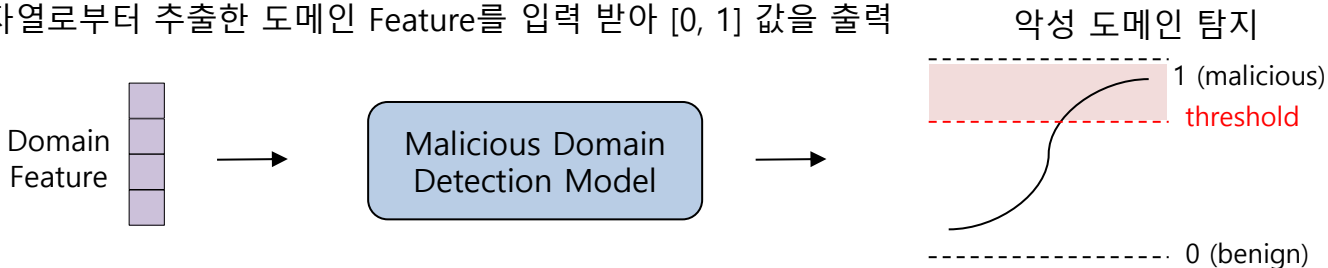 자열로부터 추출한 도메인 Feature를 입력 받아 [0, 1] 값을 출력
악성 도메인 탐지
1 (malicious)
threshold
Domain
Feature
Malicious Domain
Detection Model
0 (benign)